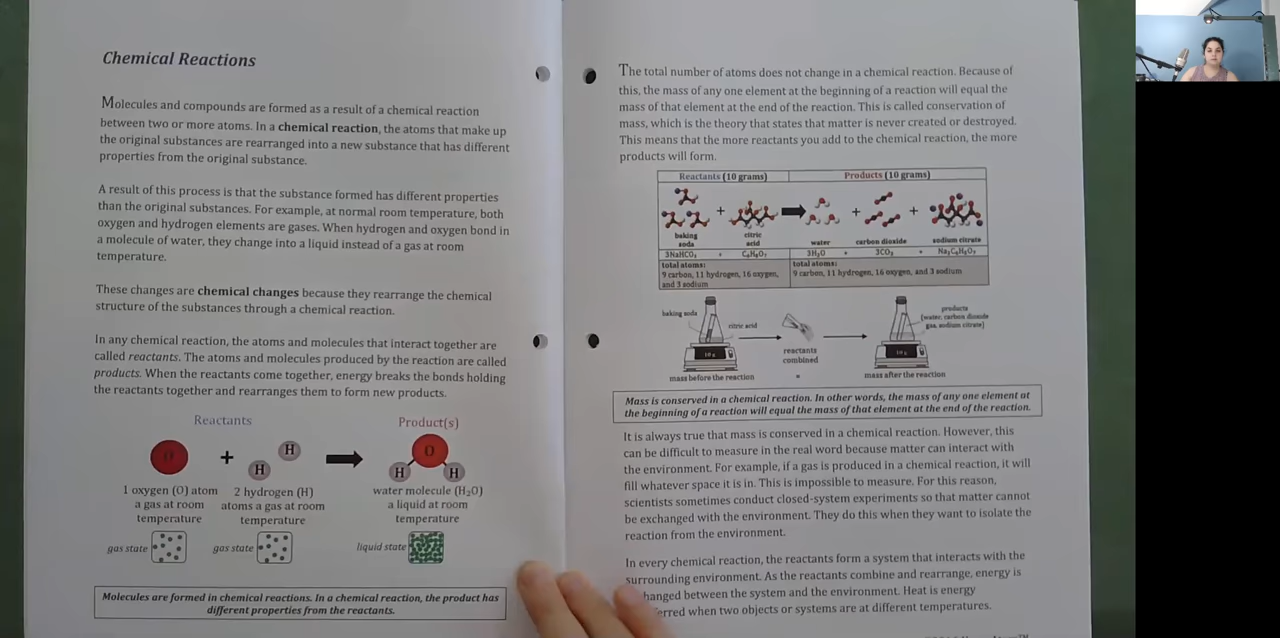 Chemical Reactions
Molecules and compounds are formed as a result of a chemical reaction
between two or more atoms. In a chemical reaction, the atoms that make up
the original substances are rearranged into a new substance that has different
properties from the original substance.
A result of this process is that the substance formed has different properties
than the original substances. For example, at normal room temperature, both
oxygen and hydrogen elements are gases. When hydrogen and oxygen bond in
a molecule of water, they change into a liquid instead of a gas at room
temperature.
These changes are chemical changes because they rearrange the chemical
structure of the substances through a chemical reaction.
In any chemical reaction, the atoms and molecules that interact together are
called reactants. The atoms and molecules produced by the reaction are called
products. When the reactants come together, energy breaks the bonds holding
the reactants together and rearranges them to form new products.
Reactants Product(s)
O + H H O H H
1 oxygen (O) atom 2 hydrogen (H) water molecule (H₂O)
a gas at room atoms a gas at room a liquid at room
temperature temperature temperature
gas state gas state liquid state
Molecules are formed in chemical reactions. In a chemical reaction, the product has
different properties from the reactants.
The total number of atoms does not change in a chemical reaction. Because of
this, the mass of any one element at the beginning of a reaction will equal the
mass of that element at the end of the reaction. This is called conservation of
mass, which is the theory that states that matter is never created or destroyed.
This means that the more reactants you add to the chemical reaction, the more
products will form.
Reactants (10 grams) Products (10 grams)
+ + +
baking soda citric acid water carbon dioxide sodium citrate
3NaHCO₃ + C₆H₈O₇ 3H₂O + 3CO₂ + Na₃C₆H₅O₇
total atoms: total atoms:
9 carbon, 11 hydrogen, 16 oxygen, 9 carbon, 11 hydrogen, 16 oxygen, and 3 sodium
and 3 sodium
baking soda citric acid products
(water, carbon dioxide
gas, sodium citrate)
10 g reactants 10 g
combined
mass before the reaction = mass after the reaction
Mass is conserved in a chemical reaction. In other words, the mass of any one element at
the beginning of a reaction will equal the mass of that element at the end of the reaction.
It is always true that mass is conserved in a chemical reaction. However, this
can be difficult to measure in the real word because matter can interact with
the environment. For example, if a gas is produced in a chemical reaction, it will
fill whatever space it is in. This is impossible to measure. For this reason,
scientists sometimes conduct closed-system experiments so that matter cannot
be exchanged with the environment. They do this when they want to isolate the
reaction from the environment.
In every chemical reaction, the reactants form a system that interacts with the
surrounding environment. As the reactants combine and rearrange, energy is
hanged between the system and the environment. Heat is energy
erred when two objects or systems are at different temperatures.